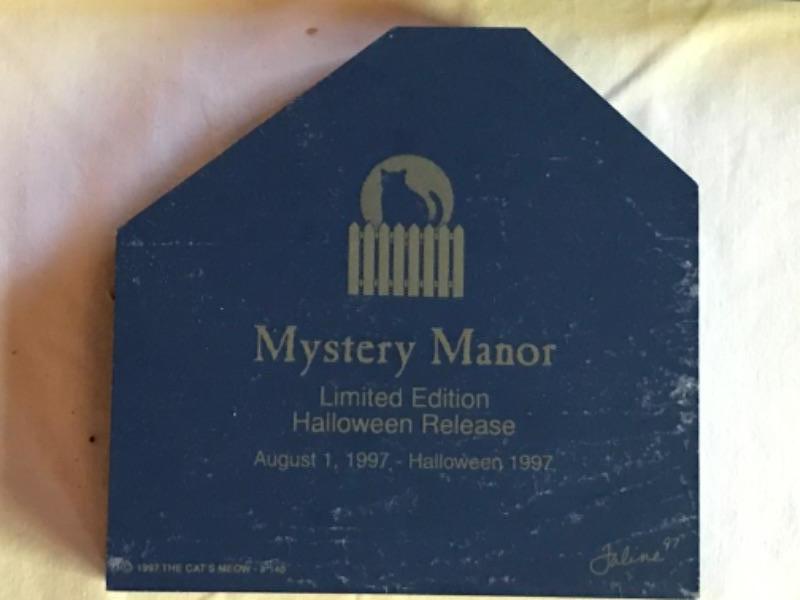 Mystery Manor
Limited Edition
Halloween Release
August 1, 1997 - Halloween 1997
© 1997 THE CAT'S MEOW -
Faline 97